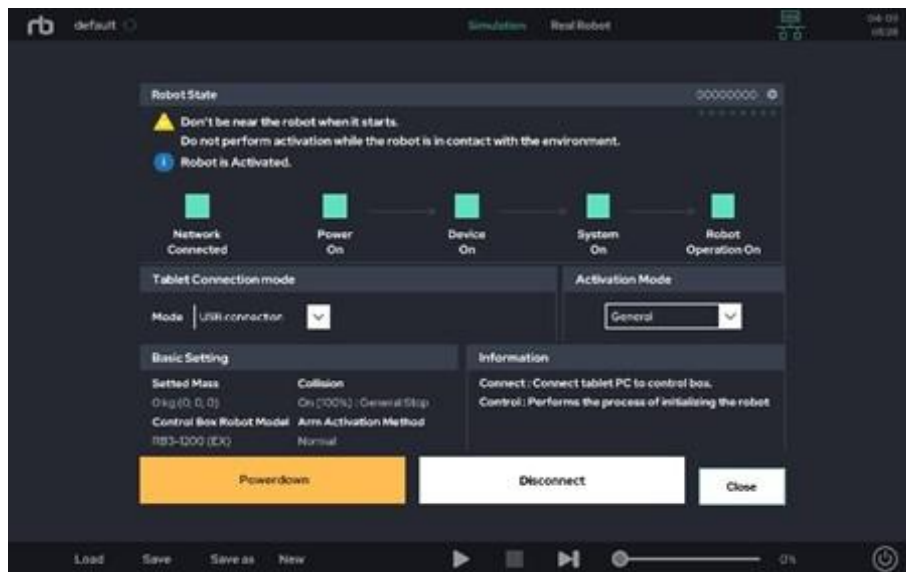 rb default Simulation Real Robot
Robot State 00000000
Don't be near the robot when it starts.
Do not perform activation while the robot is in contact with the environment.
Robot is Activated.
Network Connected
Power On
Device On
System On
Robot Operation On
Tablet Connection mode
Activation Mode
Mode USB connection
General
Basic Setting
Information
Setted Mass
Collision
0 kg (0, 0, 0)
On [100%] : General Stop
Control Box Robot Model
Arm Activation Method
RB3-1200 (EX)
Normal
Connect : Connect tablet PC to control box.
Control : Performs the process of initializing the robot
Powerdown
Disconnect
Close
Load Save Save as New 0%